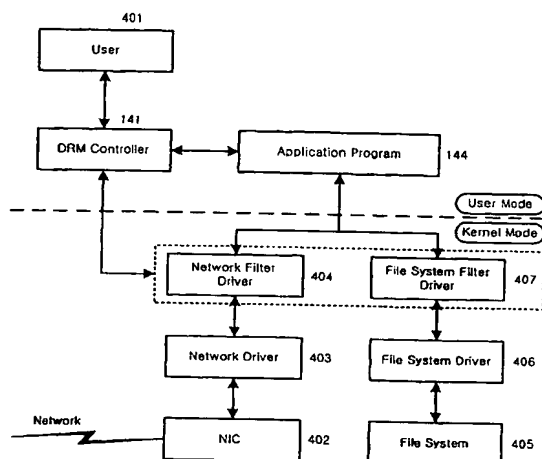 401
User
141
DRM Controller
Application Program
144
User Mode
Kernel Mode
Network Filter
Driver
404
File System Filter
Driver
407
Network Driver
403
File System Driver
406
Network
NIC
402
File System
405